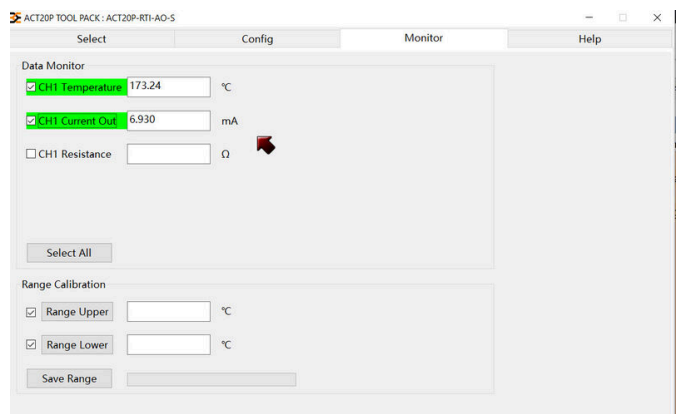 ACT20P TOOL PACK : ACT20P-RTI-AO-S
Select Config Monitor Help
Data Monitor
CH1 Temperature 173.24 ℃
CH1 Current Out 6.930 mA
CH1 Resistance Ω
Select All
Range Calibration
Range Upper ℃
Range Lower ℃
Save Range